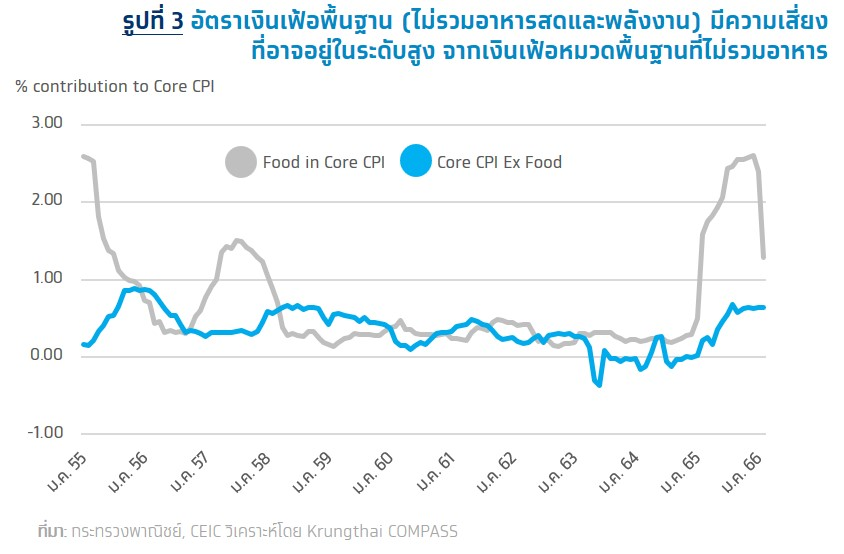 รูปที่ 3 อัตราเงินเฟ้อพื้นฐาน (ไม่รวมอาหารสดและพลังงาน) มีความเสี่ยง
ที่อาจอยู่ในระดับสูง จากเงินเฟ้อหมวดพื้นฐานที่ไม่รวมอาหาร
% contribution to Core CPI
3.00
Food in Core CPI
Core CPI Ex Food
2.00
1.00
0.00
-1.00
ม.ค. 55
ม.ค. 56
ม.ค. 57
ม.ค. 58
ม.ค. 59
ม.ค. 60
ม.ค. 61
ม.ค. 62
ม.ค. 63
ม.ค. 64
ม.ค. 65
ม.ค. 66
ที่มา: กระทรวงพาณิชย์, CEIC วิเคราะห์โดย Krungthai COMPASS